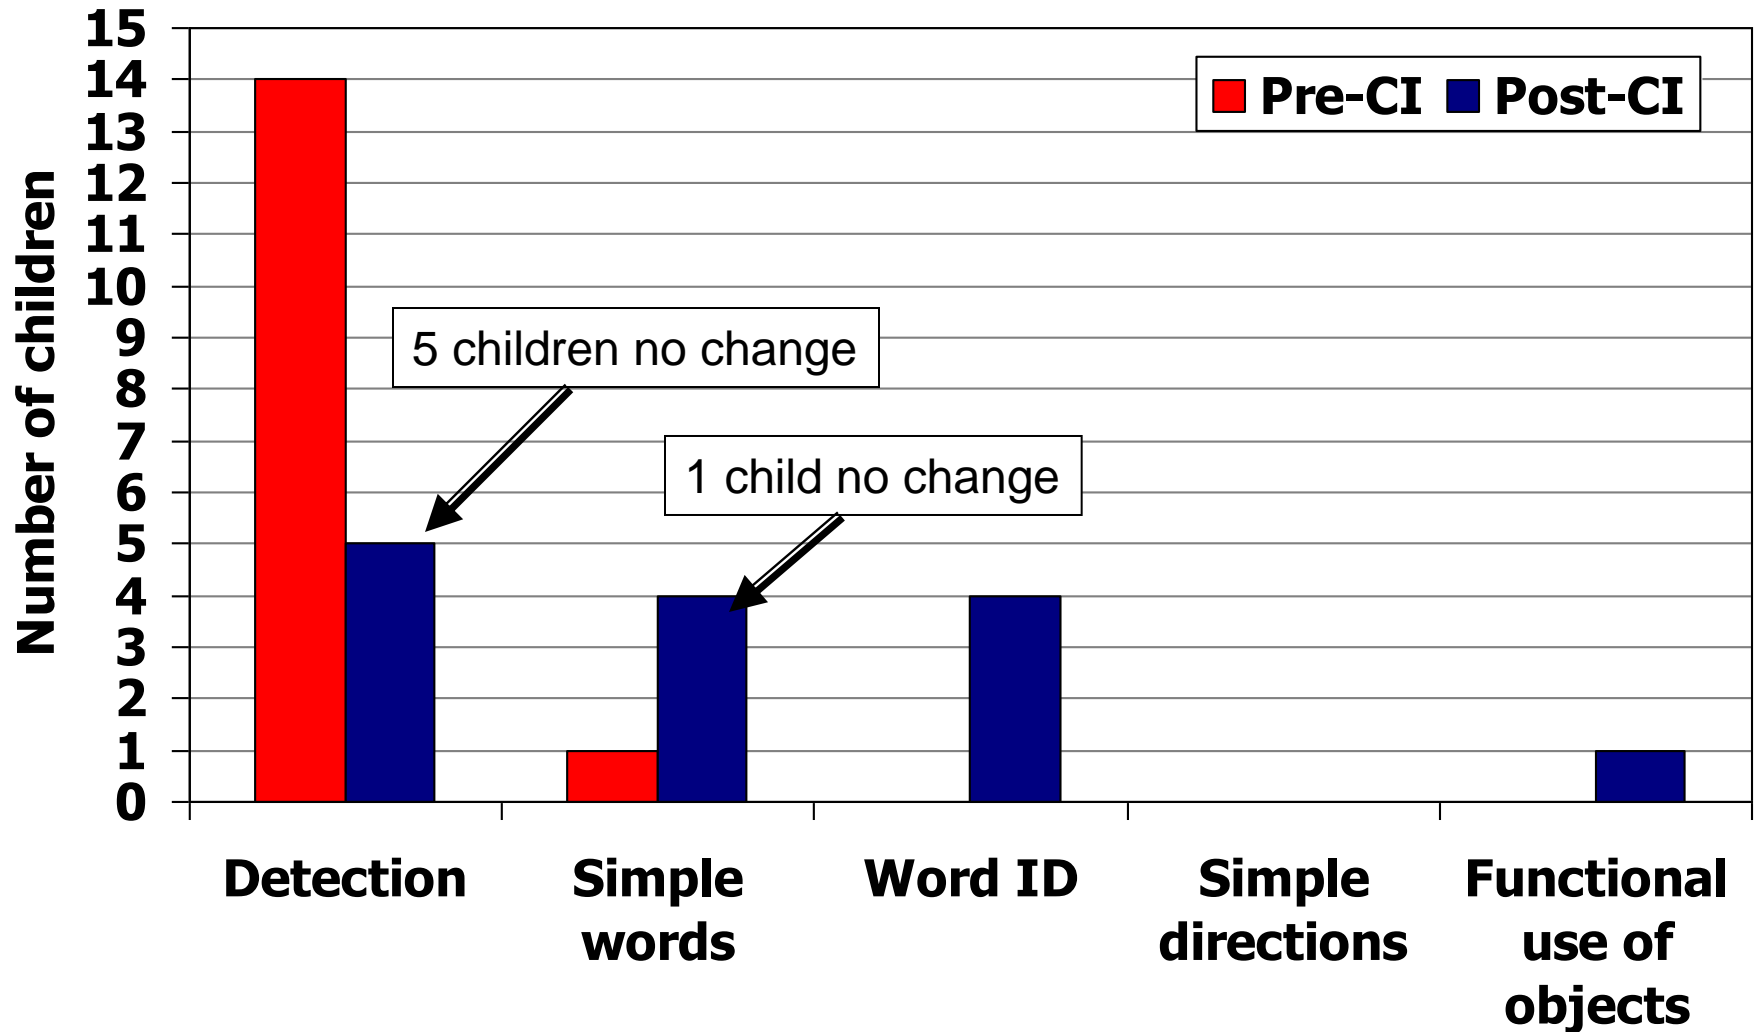 15
14
13
12
11
10
9
8
7
6
5
4
3
2
1
0
Number of children
Pre-CI Post-CI
5 children no change
1 child no change
Detection
Simple
words
Word ID
Simple
directions
Functional
use of
objects